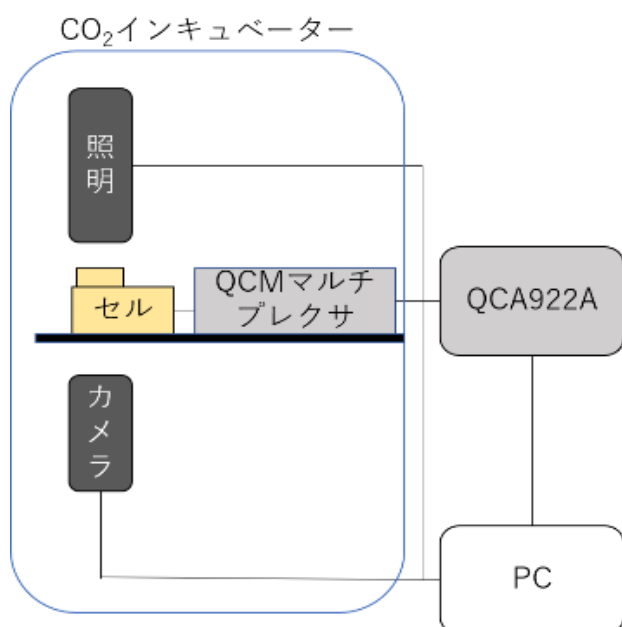 CO₂インキュベーター
照明
QCMマルチ
プレクサ
セル
QCA922A
カメラ
PC